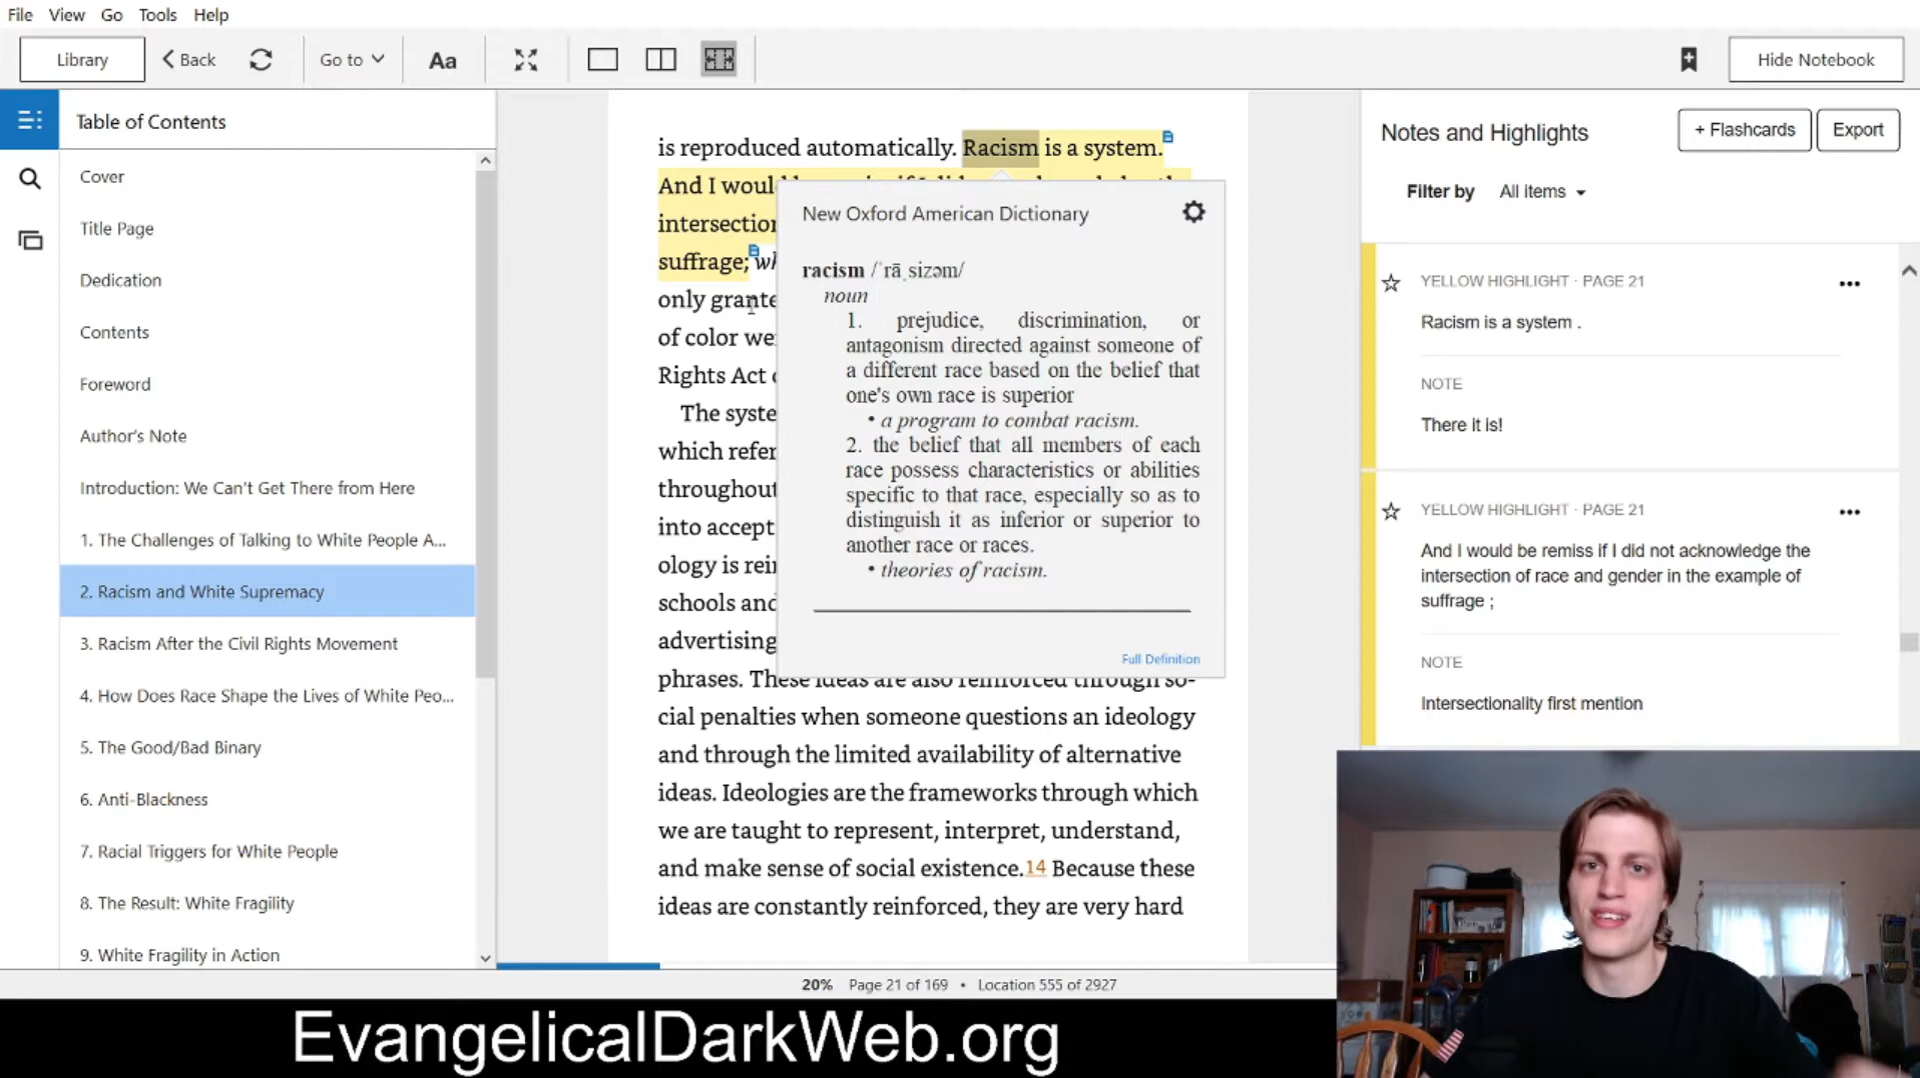 File View Go Tools Help
Library
Back
Go to
Aa
Hide Notebook
Table of Contents
Cover
Title Page
Dedication
Contents
Foreword
Author's Note
Introduction: We Can't Get There from Here
1. The Challenges of Talking to White People A...
2. Racism and White Supremacy
3. Racism After the Civil Rights Movement
4. How Does Race Shape the Lives of White Peo...
5. The Good/Bad Binary
6. Anti-Blackness
7. Racial Triggers for White People
8. The Result: White Fragility
9. White Fragility in Action
is reproduced automatically. Racism is a system.
And I woul
intersection
suffrage; wh
only grante
of color we
Rights Act
The syste
which refer
throughout
into accept
ology is rei
schools and
advertising
phrases. These ideas are also reinforced through so-
cial penalties when someone questions an ideology
and through the limited availability of alternative
ideas. Ideologies are the frameworks through which
we are taught to represent, interpret, understand,
and make sense of social existence.14 Because these
ideas are constantly reinforced, they are very hard
New Oxford American Dictionary
racism /ˈrāˌsizəm/
noun
1. prejudice, discrimination, or
antagonism directed against someone of
a different race based on the belief that
one's own race is superior
• a program to combat racism.
2. the belief that all members of each
race possess characteristics or abilities
specific to that race, especially so as to
distinguish it as inferior or superior to
another race or races.
• theories of racism.
Full Definition
20% Page 21 of 169 • Location 555 of 2927
Notes and Highlights
+ Flashcards
Export
Filter by All items
YELLOW HIGHLIGHT · PAGE 21
Racism is a system .
NOTE
There it is!
YELLOW HIGHLIGHT · PAGE 21
And I would be remiss if I did not acknowledge the
intersection of race and gender in the example of
suffrage ;
NOTE
Intersectionality first mention
EvangelicalDarkWeb.org